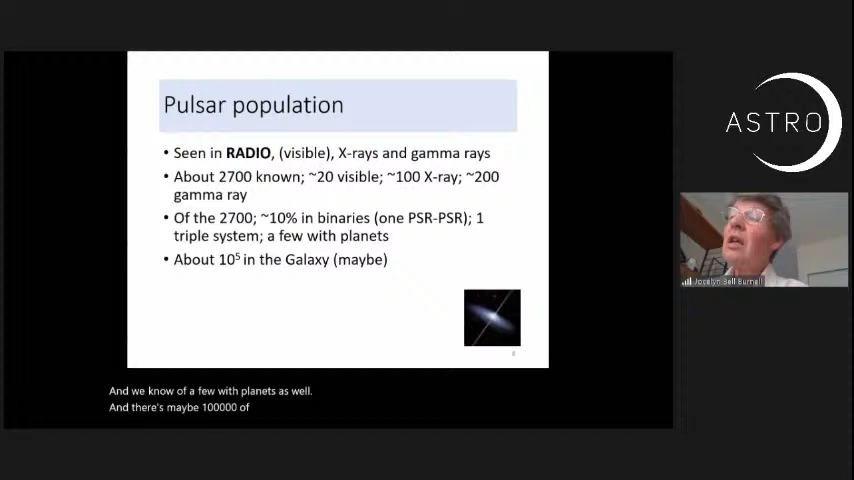 Pulsar population
• Seen in RADIO, (visible), X-rays and gamma rays
• About 2700 known; ~20 visible; ~100 X-ray; ~200
gamma ray
• Of the 2700; ~10% in binaries (one PSR-PSR); 1
triple system; a few with planets
• About 10⁵ in the Galaxy (maybe)
8
And we know of a few with planets as well.
And there's maybe 100000 of
ASTRO
Jocelyn Bell Burnell